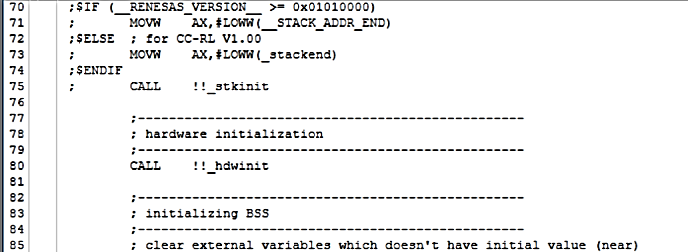 70 ;$IF (__RENESAS_VERSION__ >= 0x01010000)
71 ; MOVW AX,#LOWW(__STACK_ADDR_END)
72 ;$ELSE ; for CC-RL V1.00
73 ; MOVW AX,#LOWW(_stackend)
74 ;$ENDIF
75 ; CALL !!_stkinit
76
77 ;--------------------------------------------------
78 ; hardware initialization
79 ;--------------------------------------------------
80 CALL !!_hdwinit
81
82 ;--------------------------------------------------
83 ; initializing BSS
84 ;--------------------------------------------------
85 ; clear external variables which doesn't have initial value (near)